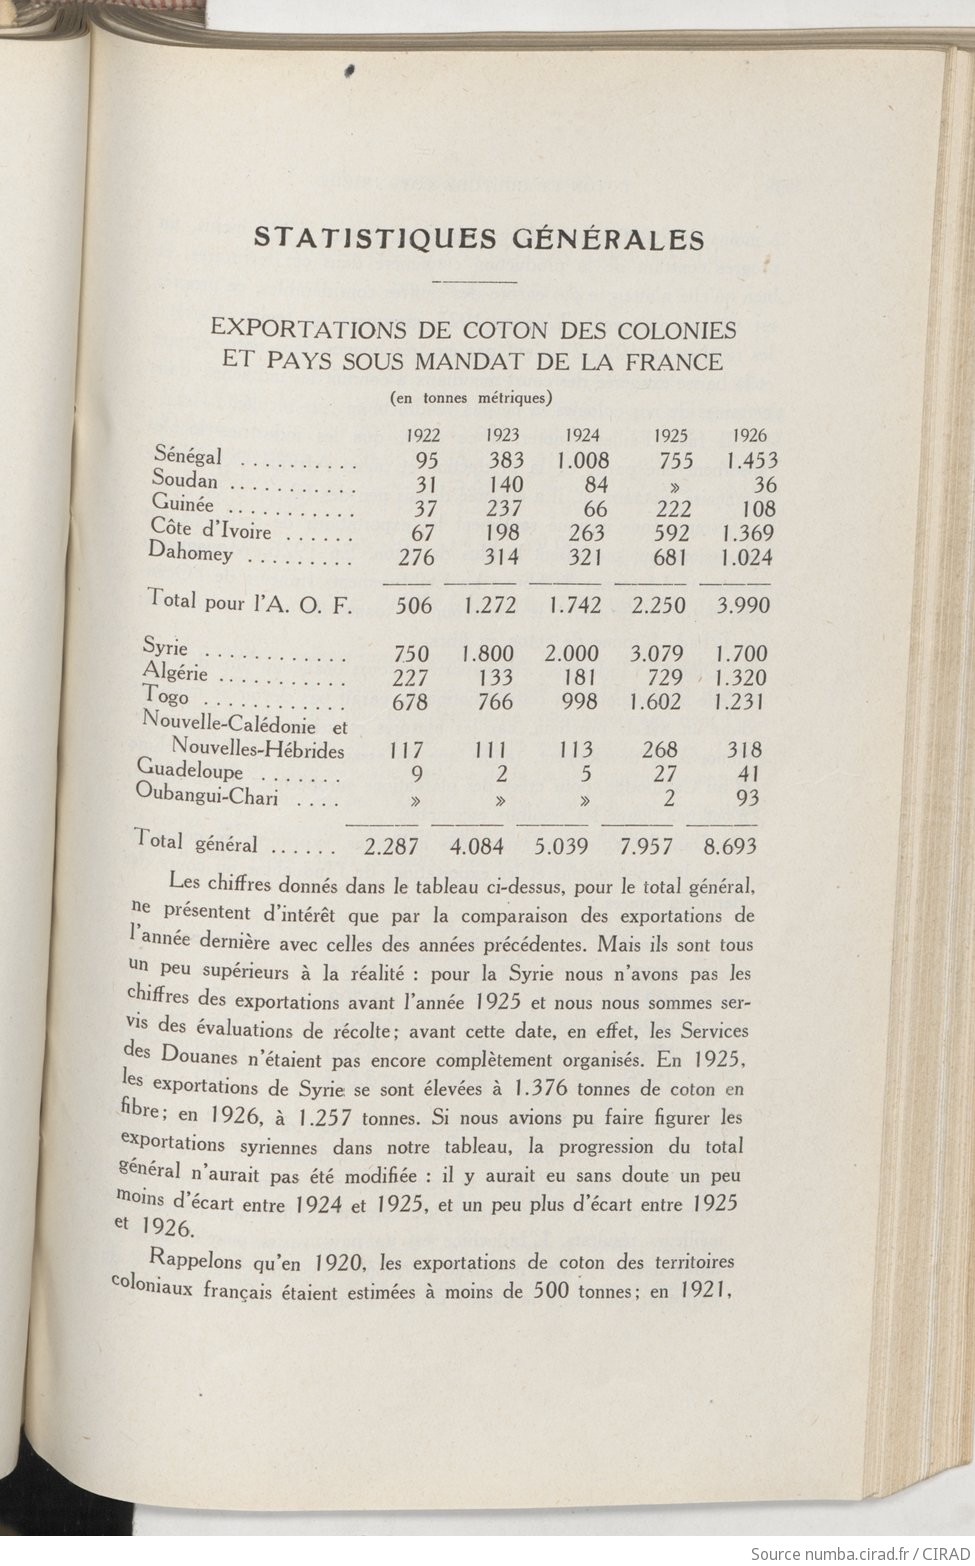 STATISTIQUES GÉNÉRALES
EXPORTATIONS DE COTON DES COLONIES
ET PAYS SOUS MANDAT DE LA FRANCE
(en tonnes métriques)
1922 1923 1924 1925 1926
Sénégal .......... 95 383 1.008 755 1.453
Soudan ........... 31 140 84 » 36
Guinée ........... 37 237 66 222 108
Côte d'Ivoire ...... 67 198 263 592 1.369
Dahomey ......... 276 314 321 681 1.024
Total pour l'A. O. F. 506 1.272 1.742 2.250 3.990
Syrie ............ 750 1.800 2.000 3.079 1.700
Algérie ........... 227 133 181 729 1.320
Togo ............ 678 766 998 1.602 1.231
Nouvelle-Calédonie et
Nouvelles-Hébrides 117 111 113 268 318
Guadeloupe ....... 9 2 5 27 41
Oubangui-Chari .... » » » 2 93
Total général ...... 2.287 4.084 5.039 7.957 8.693
Les chiffres donnés dans le tableau ci-dessus, pour le total général,
ne présentent d'intérêt que par la comparaison des exportations de
l'année dernière avec celles des années précédentes. Mais ils sont tous
un peu supérieurs à la réalité : pour la Syrie nous n'avons pas les
chiffres des exportations avant l'année 1925 et nous nous sommes ser-
vis des évaluations de récolte; avant cette date, en effet, les Services
des Douanes n'étaient pas encore complètement organisés. En 1925,
les exportations de Syrie se sont élevées à 1.376 tonnes de coton en
fibre; en 1926, à 1.257 tonnes. Si nous avions pu faire figurer les
exportations syriennes dans notre tableau, la progression du total
général n'aurait pas été modifiée : il y aurait eu sans doute un peu
moins d'écart entre 1924 et 1925, et un peu plus d'écart entre 1925
et 1926.
Rappelons qu'en 1920, les exportations de coton des territoires
coloniaux français étaient estimées à moins de 500 tonnes; en 1921,
Source numba.cirad.fr / CIRAD